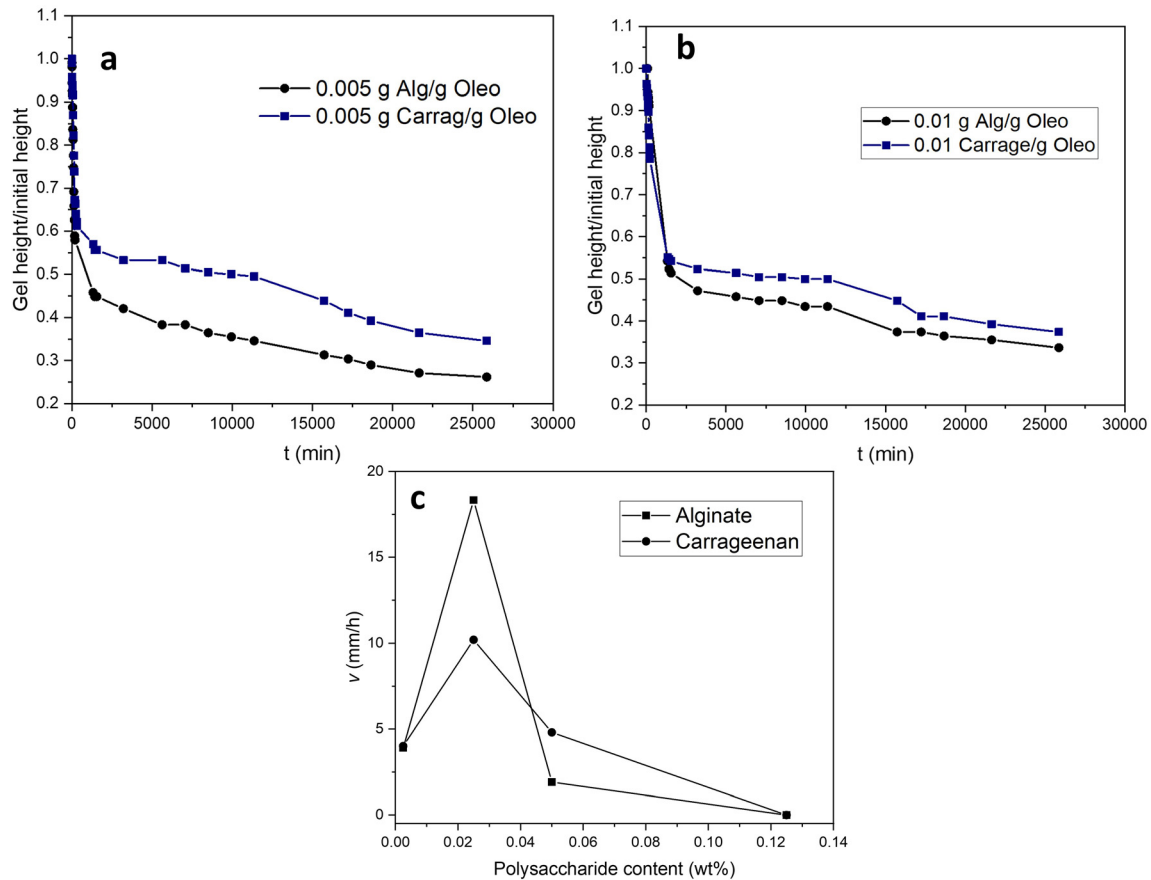 a
0.005 g Alg/g Oleo
0.005 g Carrag/g Oleo
Gel height/initial height
1.1
1.0
0.9
0.8
0.7
0.6
0.5
0.4
0.3
0.2
0 5000 10000 15000 20000 25000 30000
t (min)
b
0.01 g Alg/g Oleo
0.01 Carrage/g Oleo
Gel height/initial height
1.1
1.0
0.9
0.8
0.7
0.6
0.5
0.4
0.3
0.2
0 5000 10000 15000 20000 25000 30000
t (min)
c
Alginate
Carrageenan
v (mm/h)
20
15
10
5
0
0.00 0.02 0.04 0.06 0.08 0.10 0.12 0.14
Polysaccharide content (wt%)